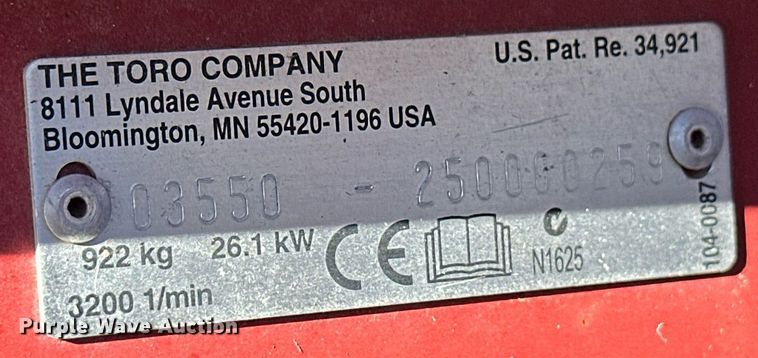 THE TORO COMPANY
8111 Lyndale Avenue South
Bloomington, MN 55420-1196 USA
U.S. Pat. Re. 34,921
03550 - 250000259
922 kg 26.1 kW
3200 1/min
CE
N1625
104-0087
Purple Wave Auction